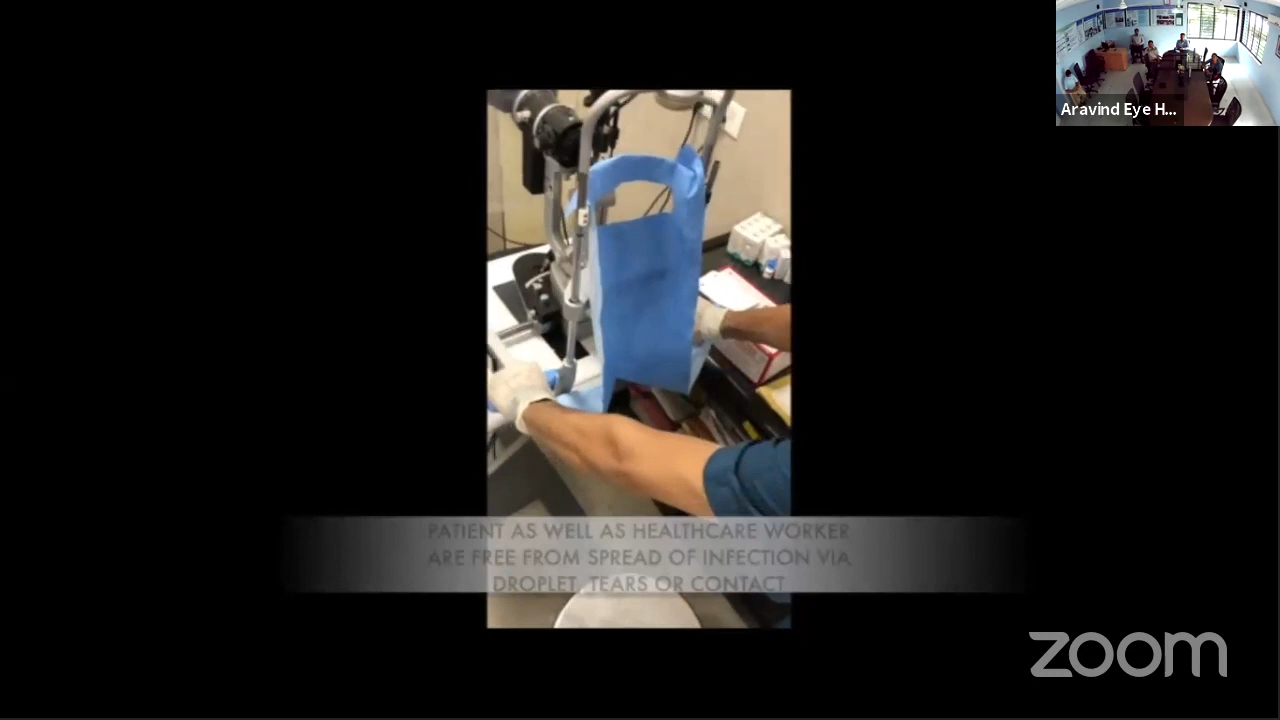 Aravind Eye H...
PATIENT AS WELL AS HEALTHCARE WORKER
ARE FREE FROM SPREAD OF INFECTION VIA
DROPLET, TEARS OR CONTACT
zoom